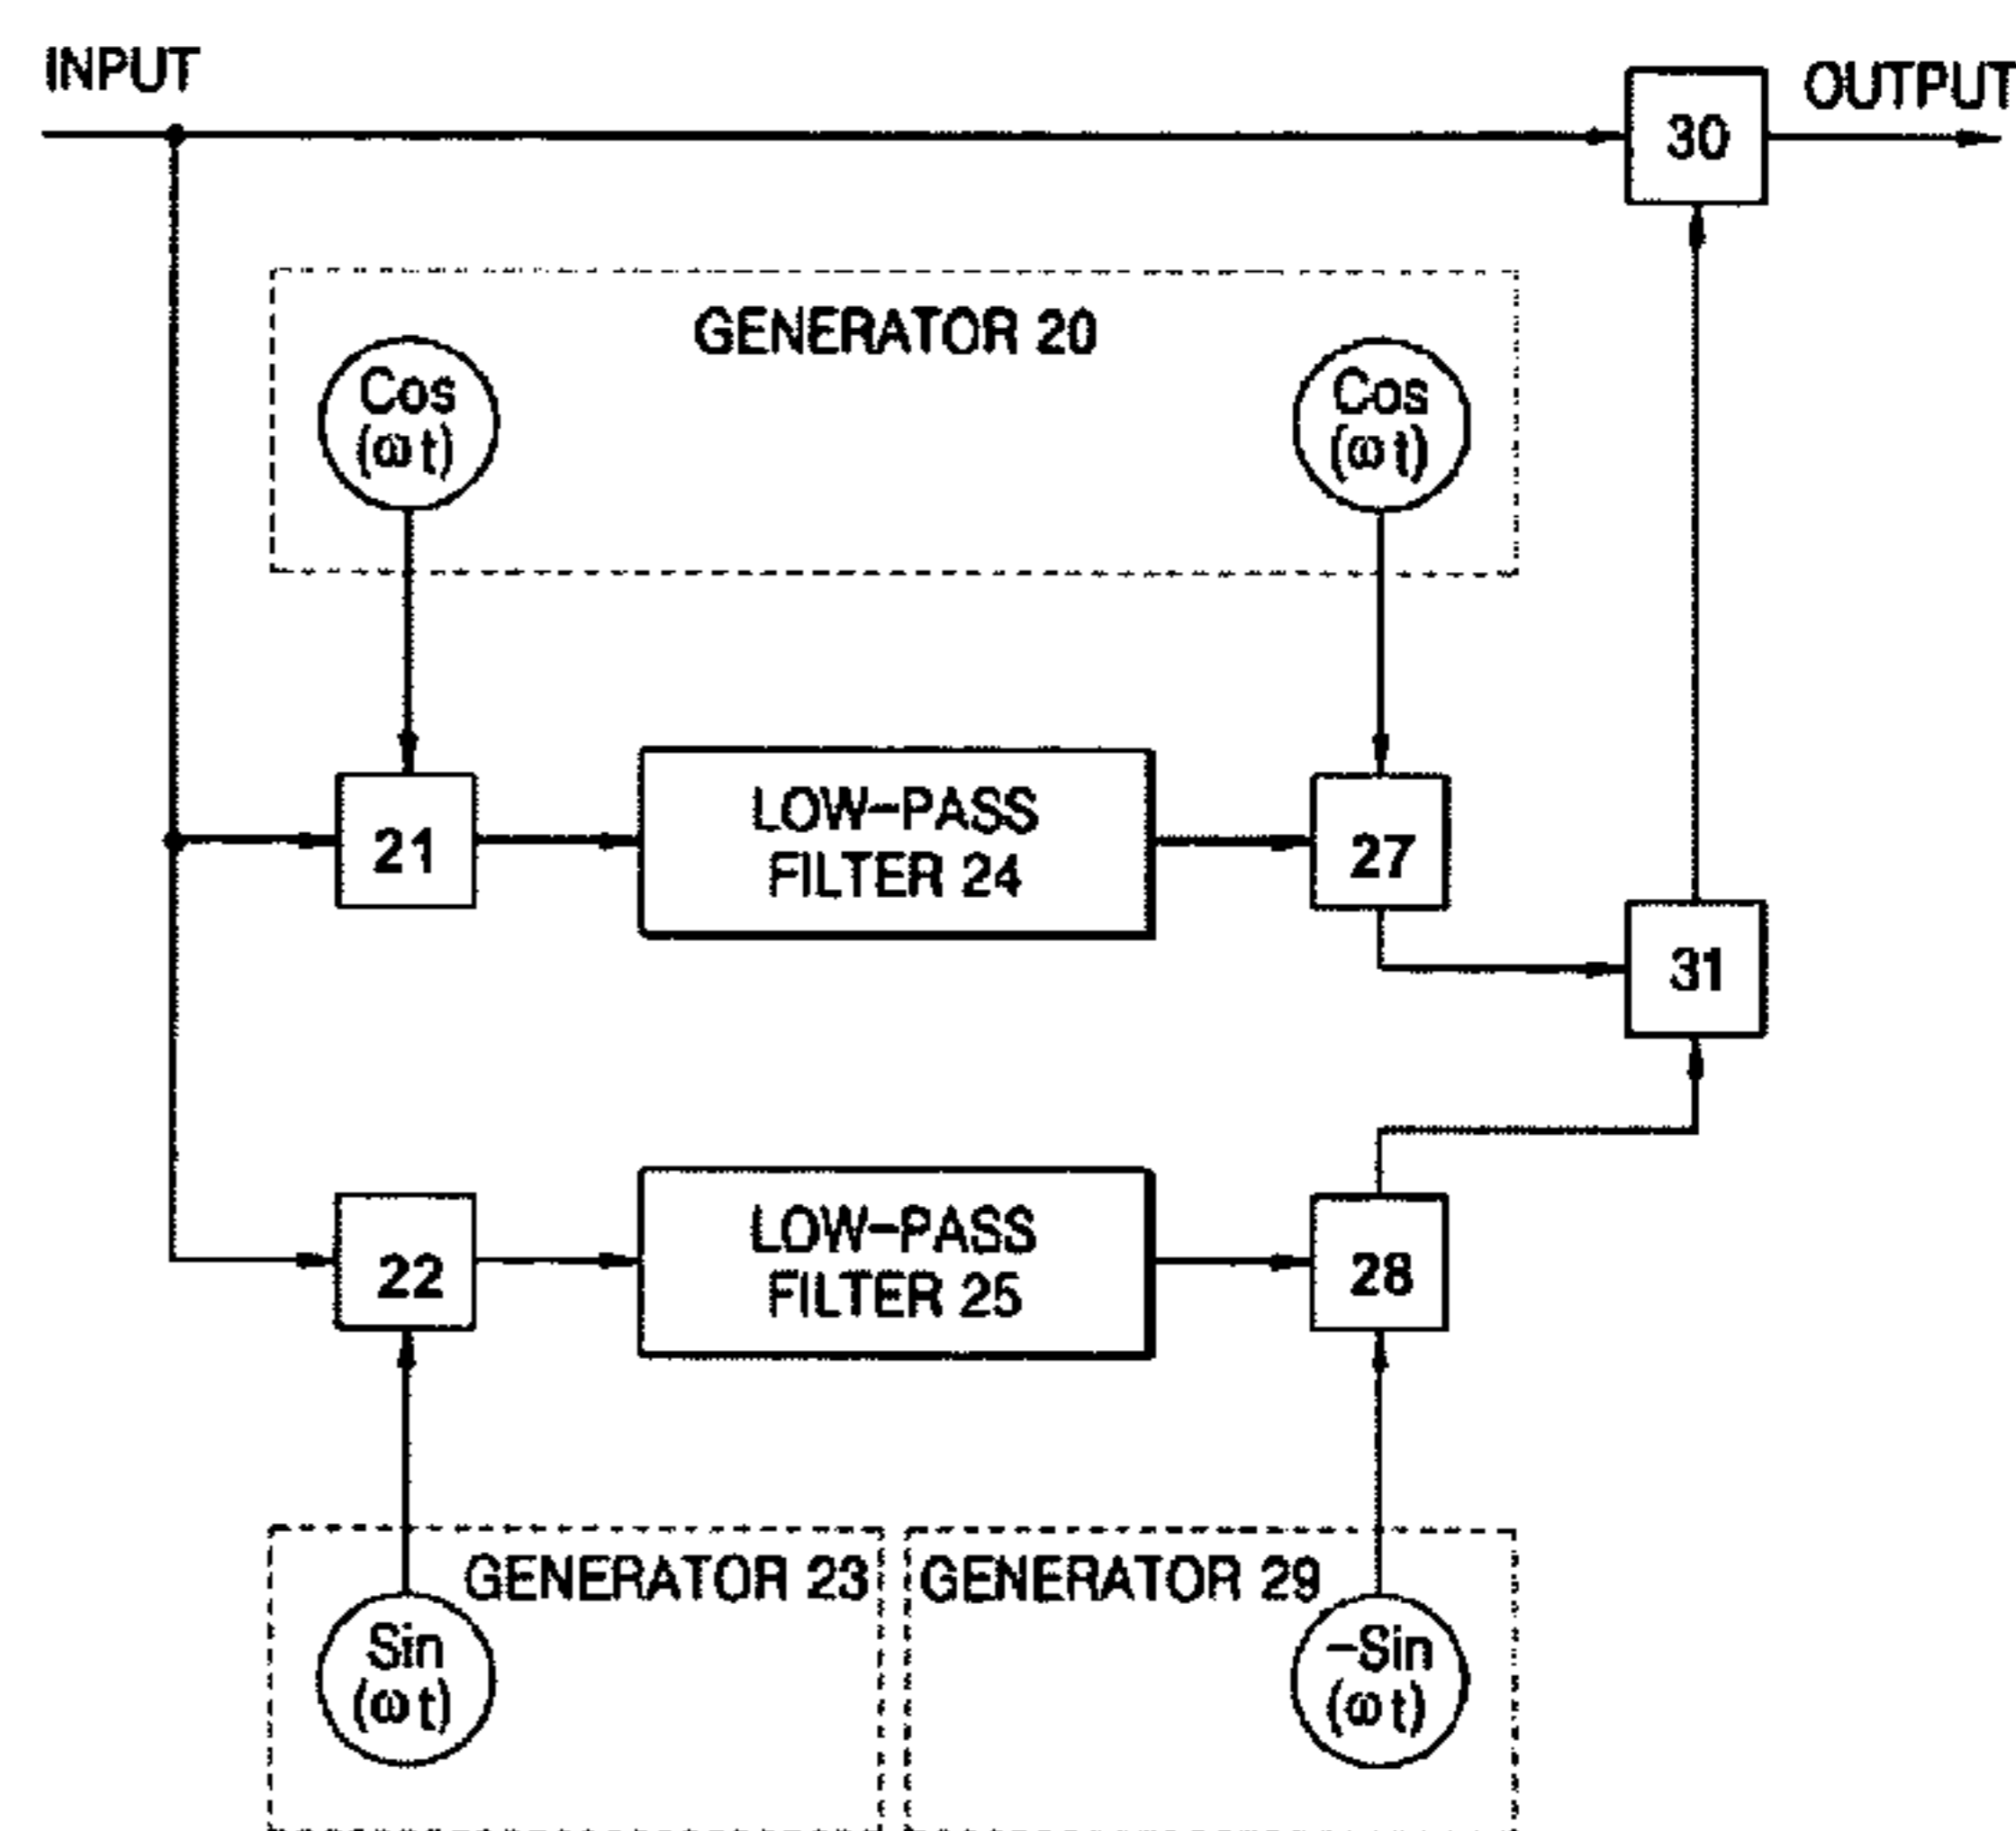 INPUT
OUTPUT
30
GENERATOR 20
Cos
(ωt)
Cos
(ωt)
21
LOW-PASS
FILTER 24
27
31
22
LOW-PASS
FILTER 25
28
GENERATOR 23
GENERATOR 29
Sin
(ωt)
-Sin
(ωt)